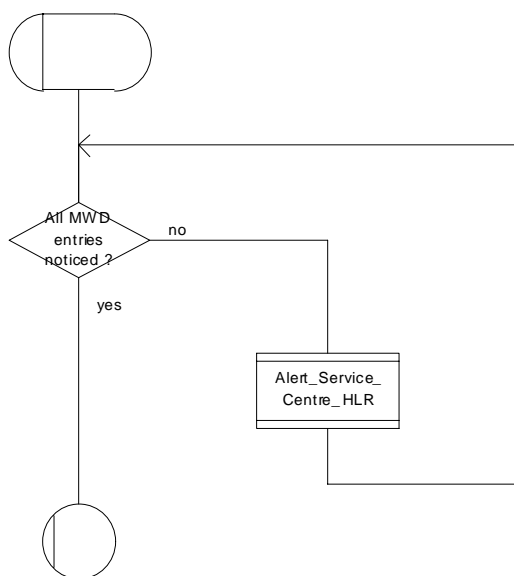 All MWD
entries
noticed ?
no
yes
Alert_Service_
Centre_HLR